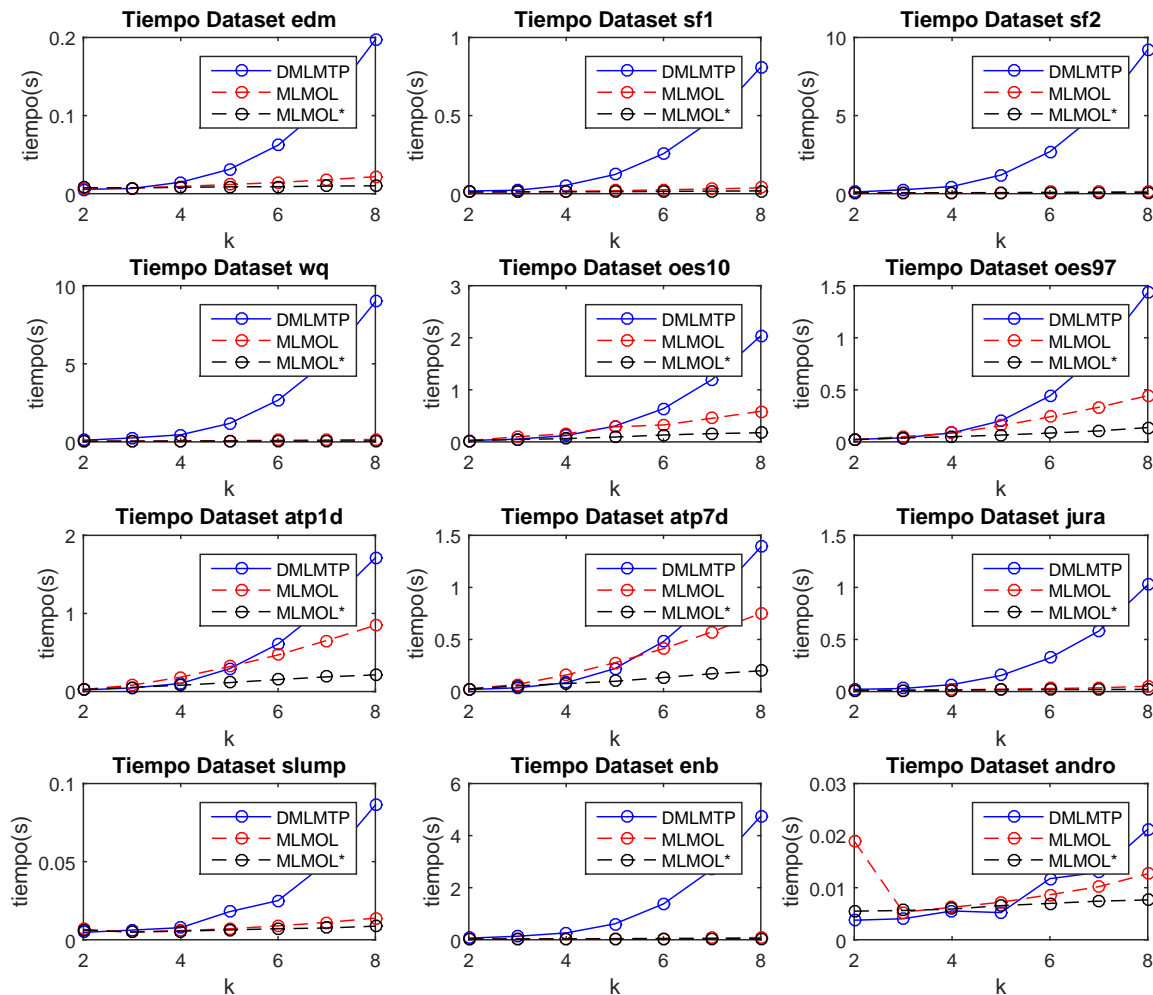 Tiempo Dataset edm
tiempo(s)
0.2
0.1
0
DMLMTP
MLMOL
MLMOL*
2 4 6 8
k
Tiempo Dataset sf1
tiempo(s)
1
0.5
0
DMLMTP
MLMOL
MLMOL*
2 4 6 8
k
Tiempo Dataset sf2
tiempo(s)
10
5
0
DMLMTP
MLMOL
MLMOL*
2 4 6 8
k
Tiempo Dataset wq
tiempo(s)
10
5
0
DMLMTP
MLMOL
MLMOL*
2 4 6 8
k
Tiempo Dataset oes10
tiempo(s)
3
2
1
0
DMLMTP
MLMOL
MLMOL*
2 4 6 8
k
Tiempo Dataset oes97
tiempo(s)
1.5
1
0.5
0
DMLMTP
MLMOL
MLMOL*
2 4 6 8
k
Tiempo Dataset atp1d
tiempo(s)
2
1
0
DMLMTP
MLMOL
MLMOL*
2 4 6 8
k
Tiempo Dataset atp7d
tiempo(s)
1.5
1
0.5
0
DMLMTP
MLMOL
MLMOL*
2 4 6 8
k
Tiempo Dataset jura
tiempo(s)
1.5
1
0.5
0
DMLMTP
MLMOL
MLMOL*
2 4 6 8
k
Tiempo Dataset slump
tiempo(s)
0.1
0.05
0
DMLMTP
MLMOL
MLMOL*
2 4 6 8
k
Tiempo Dataset enb
tiempo(s)
6
4
2
0
DMLMTP
MLMOL
MLMOL*
2 4 6 8
k
Tiempo Dataset andro
tiempo(s)
0.03
0.02
0.01
0
DMLMTP
MLMOL
MLMOL*
2 4 6 8
k